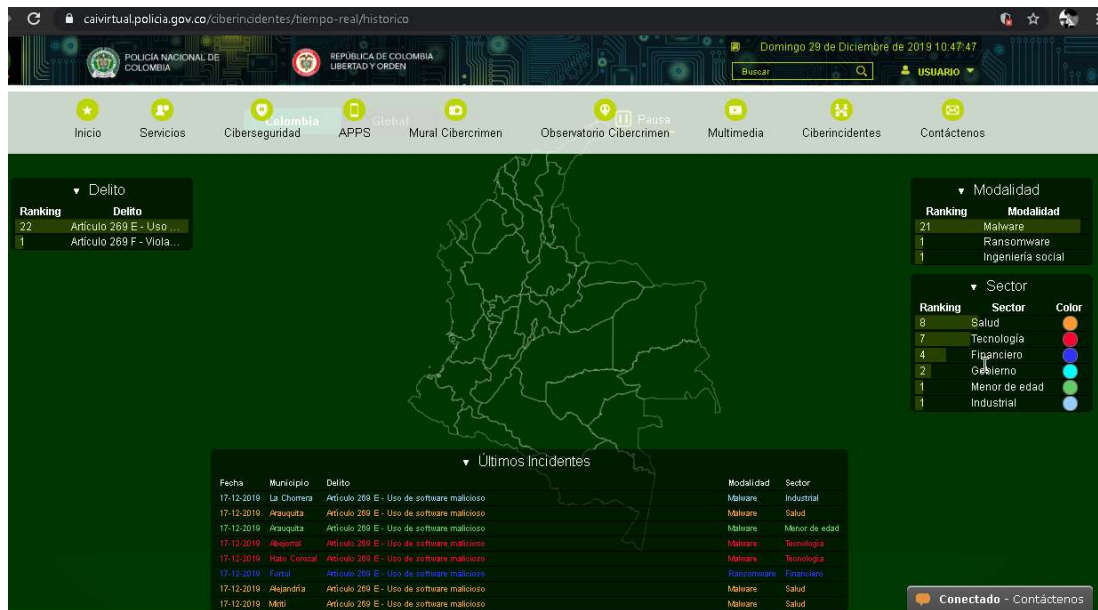 caivirtual.policia.gov.co/ciberincidentes/tiempo-real/historico
POLICÍA NACIONAL DE
COLOMBIA
REPÚBLICA DE COLOMBIA
LIBERTAD Y ORDEN
Domingo 29 de Diciembre de 2019 10:47:47
Buscar
USUARIO
Colombia
Global
Pausa
Inicio
Servicios
Ciberseguridad
APPS
Mural Cibercrimen
Observatorio Cibercrimen
Multimedia
Ciberincidentes
Contáctenos
Delito
Ranking Delito
22 Artículo 269 E - Uso ...
1 Artículo 269 F - Viola...
Modalidad
Ranking Modalidad
21 Malware
1 Ransomware
1 Ingeniería social
Sector
Ranking Sector Color
8 Salud
7 Tecnología
4 Financiero
2 Gobierno
1 Menor de edad
1 Industrial
Últimos Incidentes
Fecha Municipio Delito Modalidad Sector
17-12-2019 La Chorrera Artículo 269 E - Uso de software malicioso Malware Industrial
17-12-2019 Arauquita Artículo 269 E - Uso de software malicioso Malware Salud
17-12-2019 Arauquita Artículo 269 E - Uso de software malicioso Malware Menor de edad
17-12-2019 Abejorral Artículo 269 E - Uso de software malicioso Malware Tecnología
17-12-2019 Hato Corozal Artículo 269 E - Uso de software malicioso Malware Tecnología
17-12-2019 Fortul Artículo 269 E - Uso de software malicioso Ransomware Financiero
17-12-2019 Alejandría Artículo 269 E - Uso de software malicioso Malware Salud
17-12-2019 Miriti Artículo 269 E - Uso de software malicioso Malware Salud
Conectado - Contáctenos